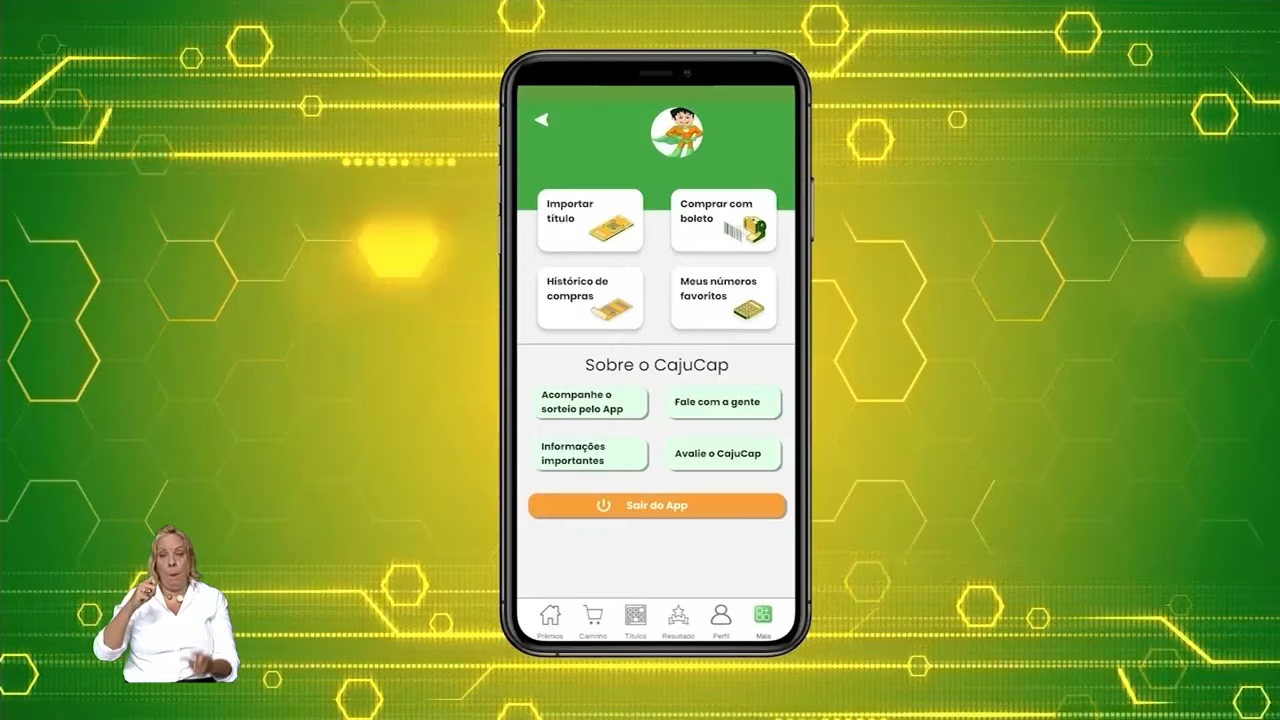 Importar
título
Comprar com
boleto
Histórico de
compras
Meus números
favoritos
Sobre o CajuCap
Acompanhe o
sorteio pelo App
Fale com a gente
Informações
importantes
Avalie o CajuCap
Sair do App
Prêmios
Carrinho
Títulos
Resultado
Perfil
Mais